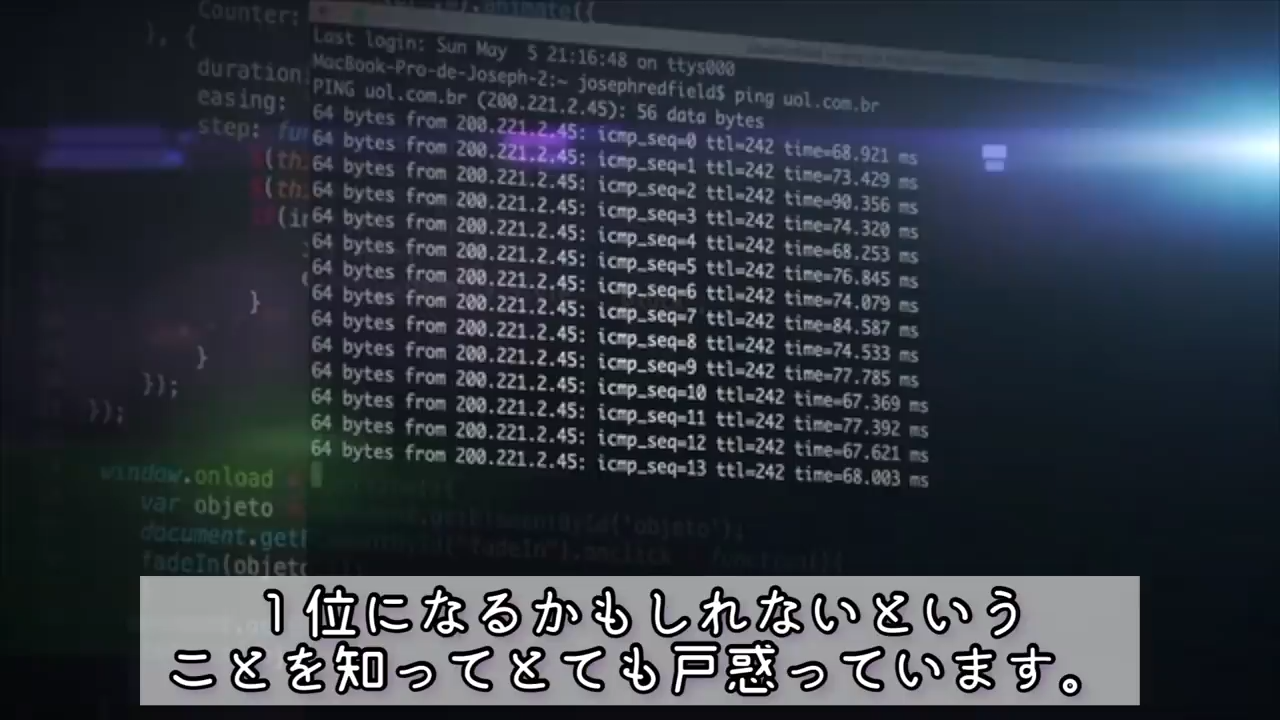 Counter:
.animate({
}, {
duration:
easing:
step: fun
(th
(th
(in
}
}
});
});
window.onload
var objeto
document.getE
fadeIn(objeto
Last login: Sun May  5 21:16:48 on ttys000
MacBook-Pro-de-Joseph-2:~ josephredfield$ ping uol.com.br
PING uol.com.br (200.221.2.45): 56 data bytes
64 bytes from 200.221.2.45: icmp_seq=0 ttl=242 time=68.921 ms
64 bytes from 200.221.2.45: icmp_seq=1 ttl=242 time=73.429 ms
64 bytes from 200.221.2.45: icmp_seq=2 ttl=242 time=90.356 ms
64 bytes from 200.221.2.45: icmp_seq=3 ttl=242 time=74.320 ms
64 bytes from 200.221.2.45: icmp_seq=4 ttl=242 time=68.253 ms
64 bytes from 200.221.2.45: icmp_seq=5 ttl=242 time=76.845 ms
64 bytes from 200.221.2.45: icmp_seq=6 ttl=242 time=74.079 ms
64 bytes from 200.221.2.45: icmp_seq=7 ttl=242 time=84.587 ms
64 bytes from 200.221.2.45: icmp_seq=8 ttl=242 time=74.533 ms
64 bytes from 200.221.2.45: icmp_seq=9 ttl=242 time=77.785 ms
64 bytes from 200.221.2.45: icmp_seq=10 ttl=242 time=67.369 ms
64 bytes from 200.221.2.45: icmp_seq=11 ttl=242 time=77.392 ms
64 bytes from 200.221.2.45: icmp_seq=12 ttl=242 time=67.621 ms
64 bytes from 200.221.2.45: icmp_seq=13 ttl=242 time=68.003 ms
１位になるかもしれないという
ことを知ってとても戸惑っています。